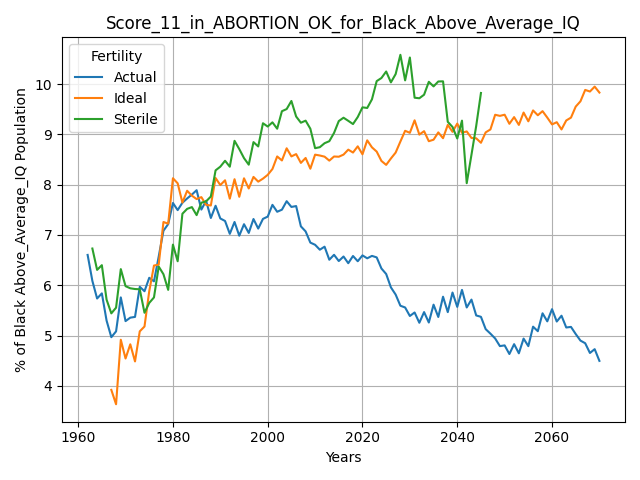 Score_11_in_ABORTION_OK_for_Black_Above_Average_IQ
Fertility
Actual
Ideal
Sterile
% of Black Above_Average_IQ Population
10
9
8
7
6
5
4
1960
1980
2000
2020
2040
2060
Years